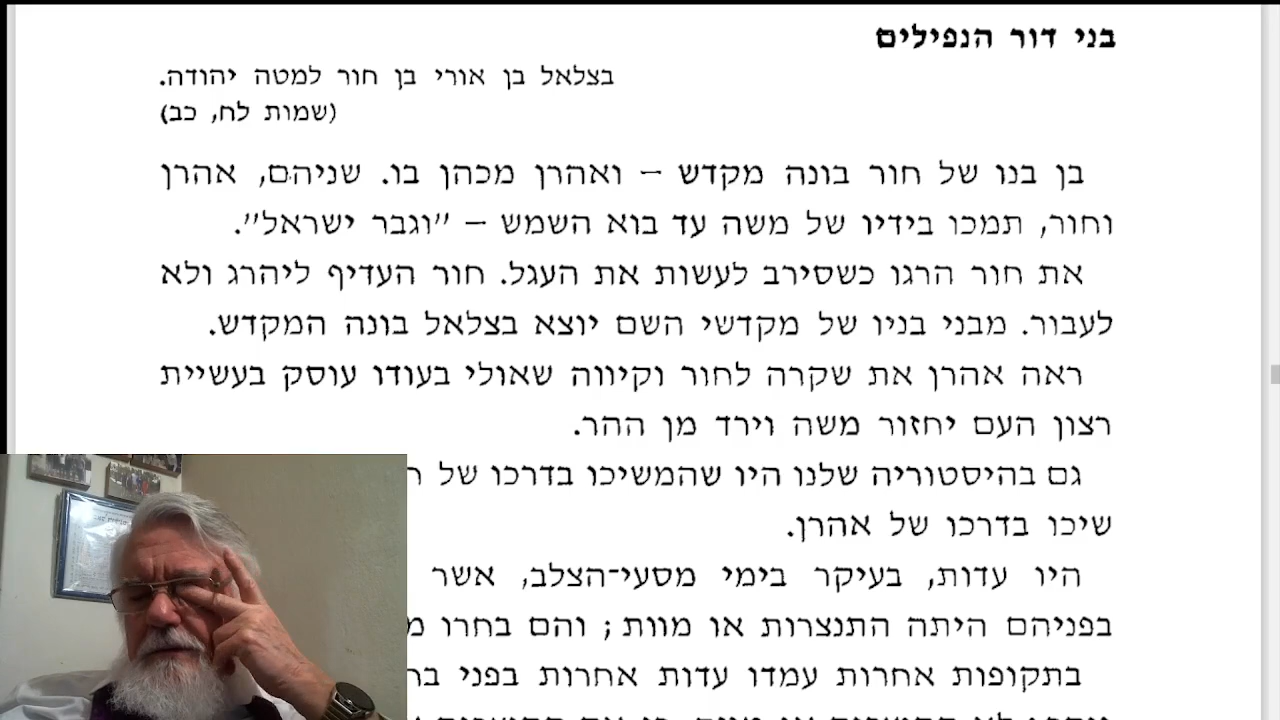 בני דור הנפילים
בצלאל בן אורי בן חור למטה יהודה.
(שמות לח, כב)
בן בנו של חור בונה מקדש – ואהרן מכהן בו. שניהם, אהרן
וחור, תמכו בידיו של משה עד בוא השמש – "וגבר ישראל".
את חור הרגו כשסירב לעשות את העגל. חור העדיף ליהרג ולא
לעבור. מבני בניו של מקדשי השם יוצא בצלאל בונה המקדש.
ראה אהרן את שקרה לחור וקיווה שאולי בעודו עוסק בעשיית
רצון העם יחזור משה וירד מן ההר.
גם בהיסטוריה שלנו היו שהמשיכו בדרכו של
שיכו בדרכו של אהרן.
היו עדות, בעיקר בימי מסעי־הצלב, אשר
בפניהם היתה התנצרות או מוות; והם בחרו
בתקופות אחרות עמדו עדות אחרות בפני